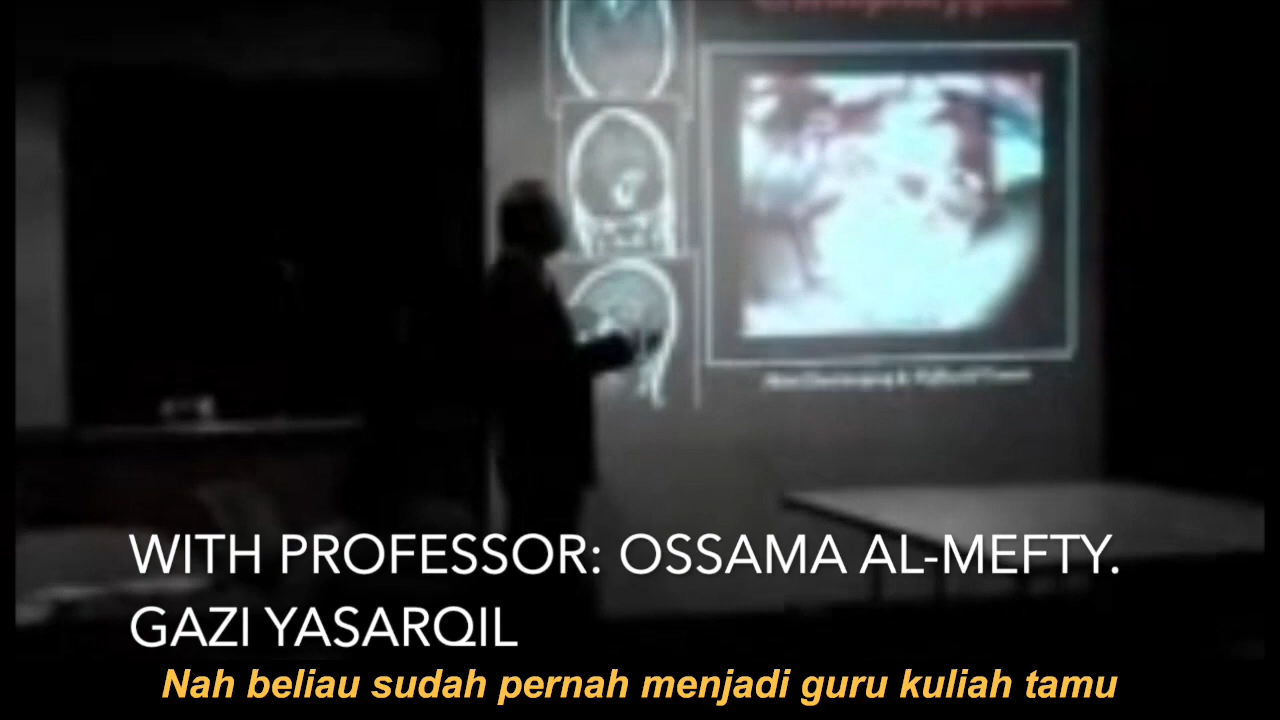 WITH PROFESSOR: OSSAMA AL-MEFTY.
GAZI YASARQIL
Nah beliau sudah pernah menjadi guru kuliah tamu